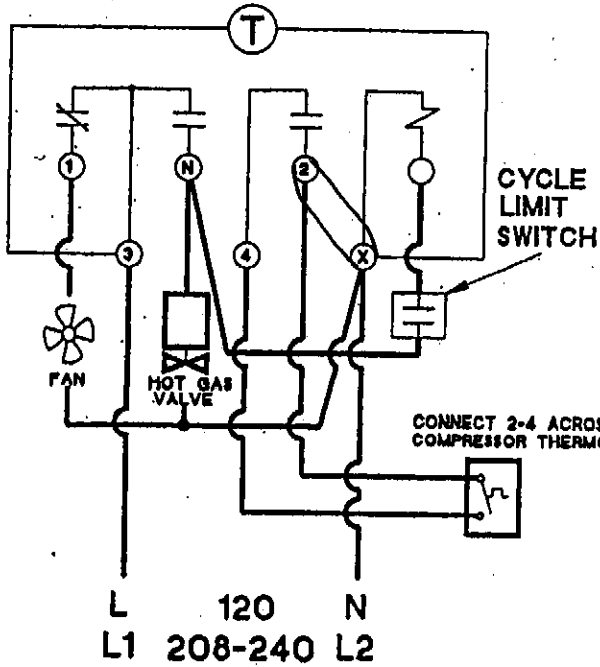 T
1
N
2
3
4
X
CYCLE
LIMIT
SWITCH
FAN
HOT GAS
VALVE
CONNECT 2-4 ACROS
COMPRESSOR THERMO
L 120 N
L1 208-240 L2